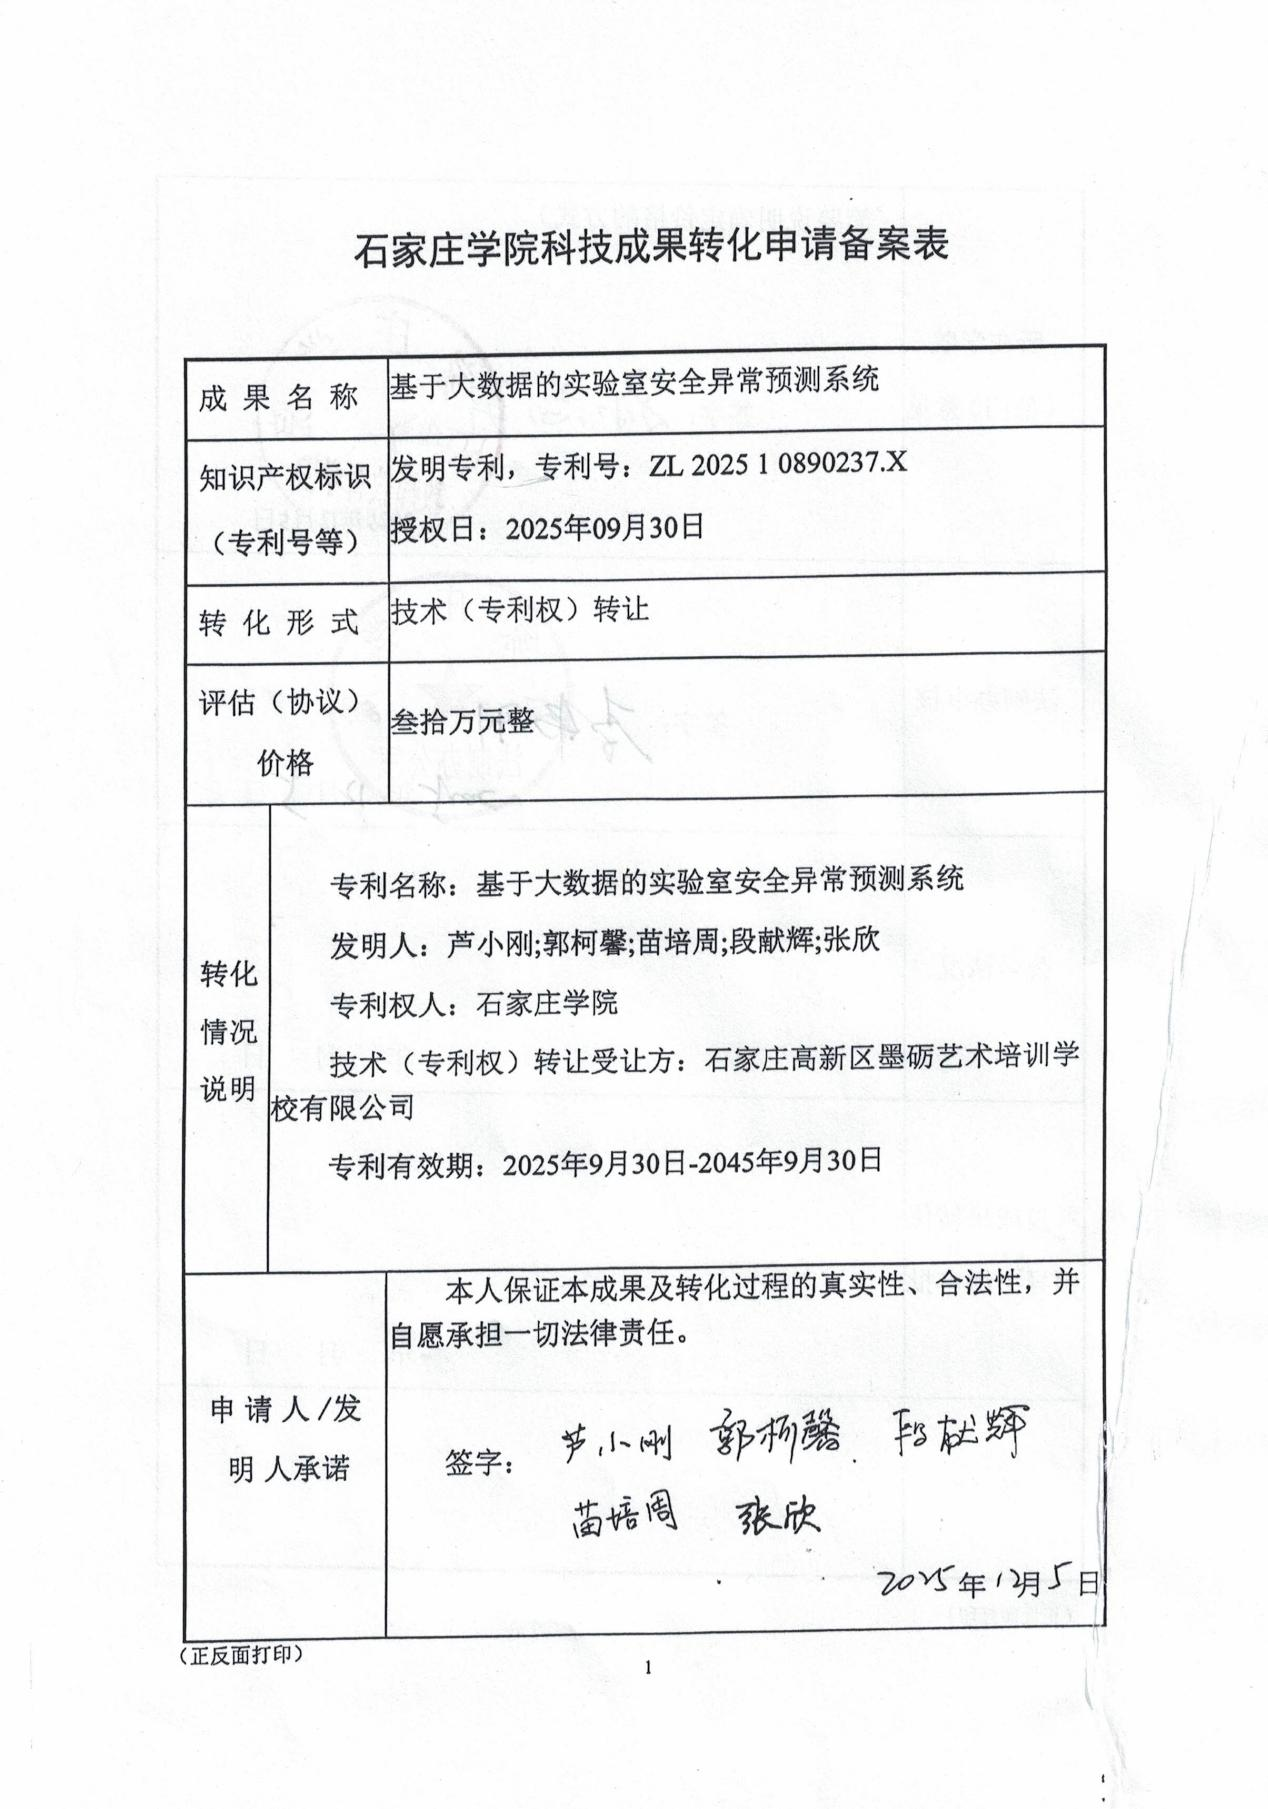 石家庄学院科技成果转化申请备案表
成果名称
基于大数据的实验室安全异常预测系统
知识产权标识
（专利号等）
发明专利，专利号：ZL 2025 1 0890237.X
授权日：2025年09月30日
转化形式
技术（专利权）转让
评估（协议）
价格
叁拾万元整
转化
情况
说明
专利名称：基于大数据的实验室安全异常预测系统
发明人：芦小刚;郭柯馨;苗培周;段献辉;张欣
专利权人：石家庄学院
技术（专利权）转让受让方：石家庄高新区墨砺艺术培训学
校有限公司
专利有效期：2025年9月30日-2045年9月30日
申请人/发
明人承诺
本人保证本成果及转化过程的真实性、合法性，并
自愿承担一切法律责任。
签字：芦小刚 郭柯馨 段献辉
苗培周 张欣
2025年12月5日
（正反面打印）
1